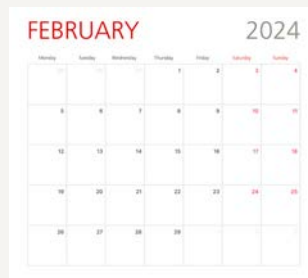 FEBRUARY 2024
Monday Tuesday Wednesday Thursday Friday Saturday Sunday
1 2 3 4
5 6 7 8 9 10 11
12 13 14 15 16 17 18
19 20 21 22 23 24 25
26 27 28 29